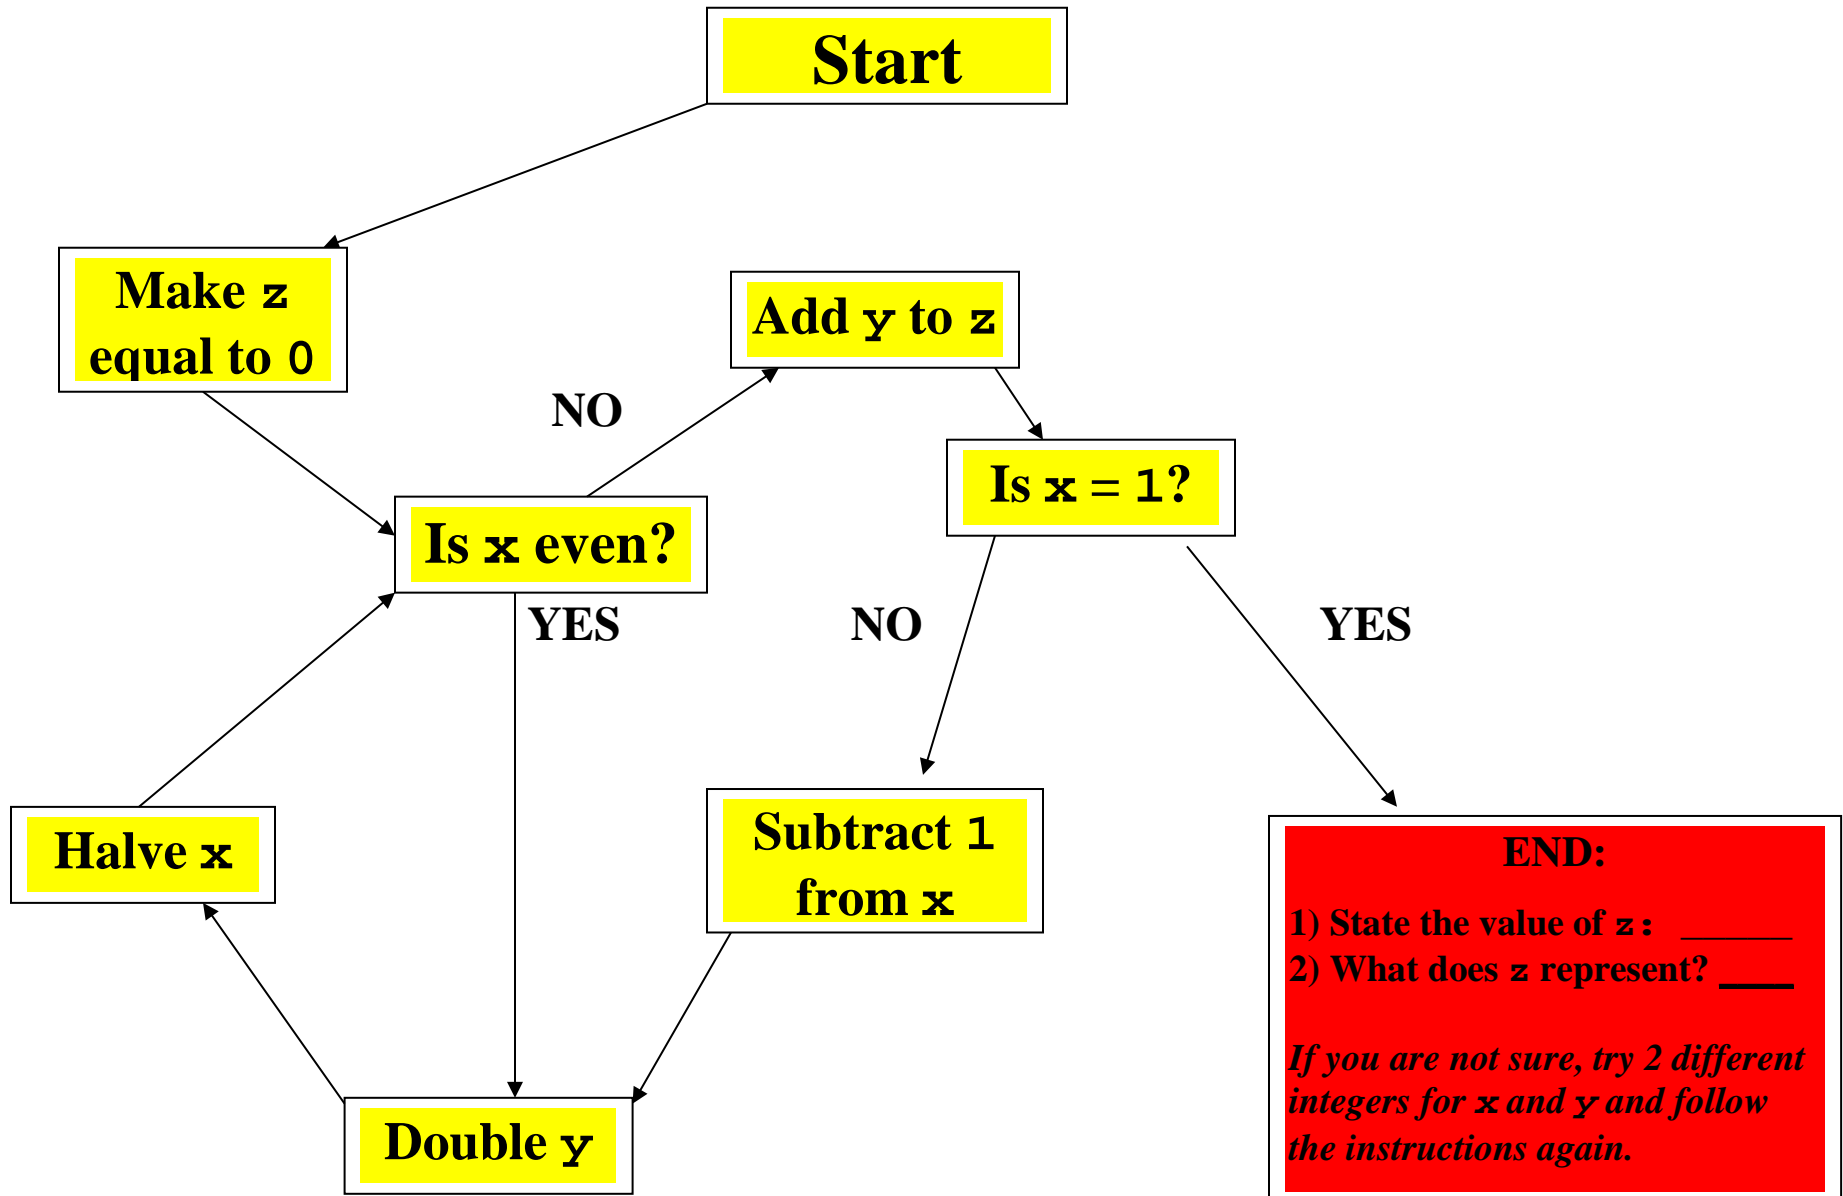 Start
Make z
equal to 0
Add y to z
NO
Is x = 1?
Is x even?
YES
NO
YES
Halve x
Subtract 1
from x
Double y
END:
1) State the value of z: ______
2) What does z represent? ____
If you are not sure, try 2 different
integers for x and y and follow
the instructions again.